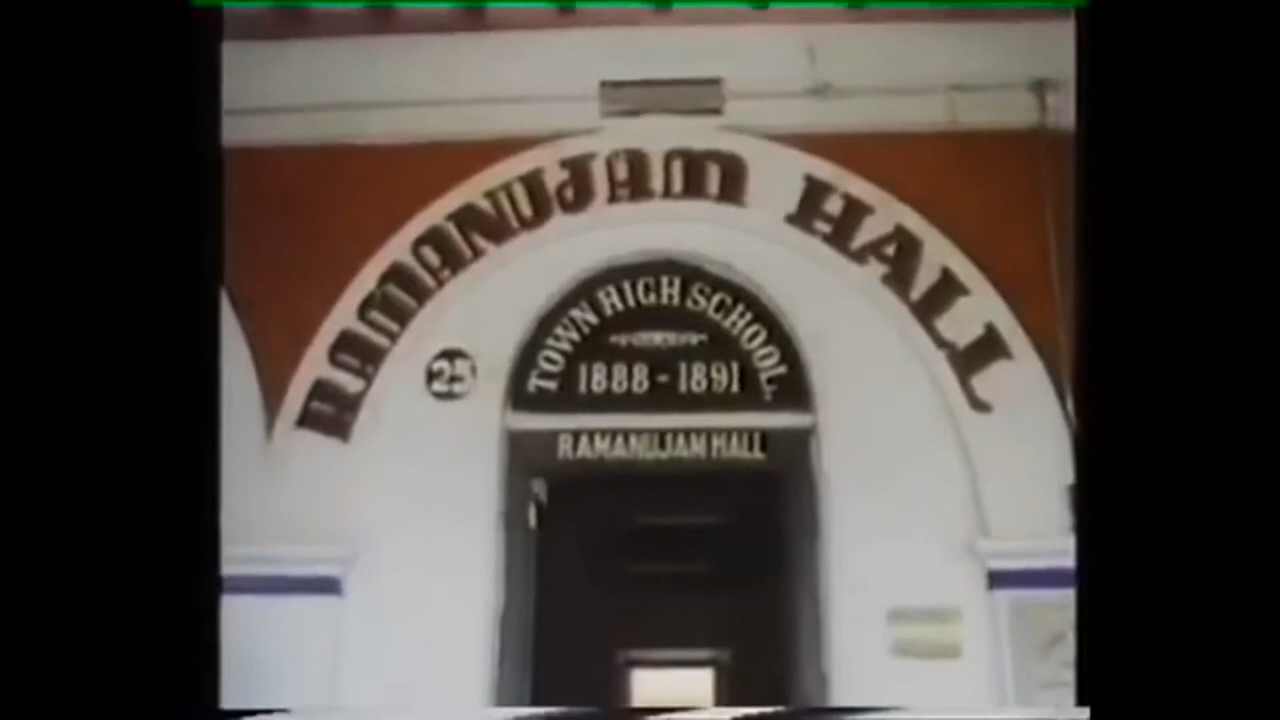 RAMANUJAM HALL
TOWN HIGH SCHOOL.
1888 - 1891
25
RAMANUJAM HALL